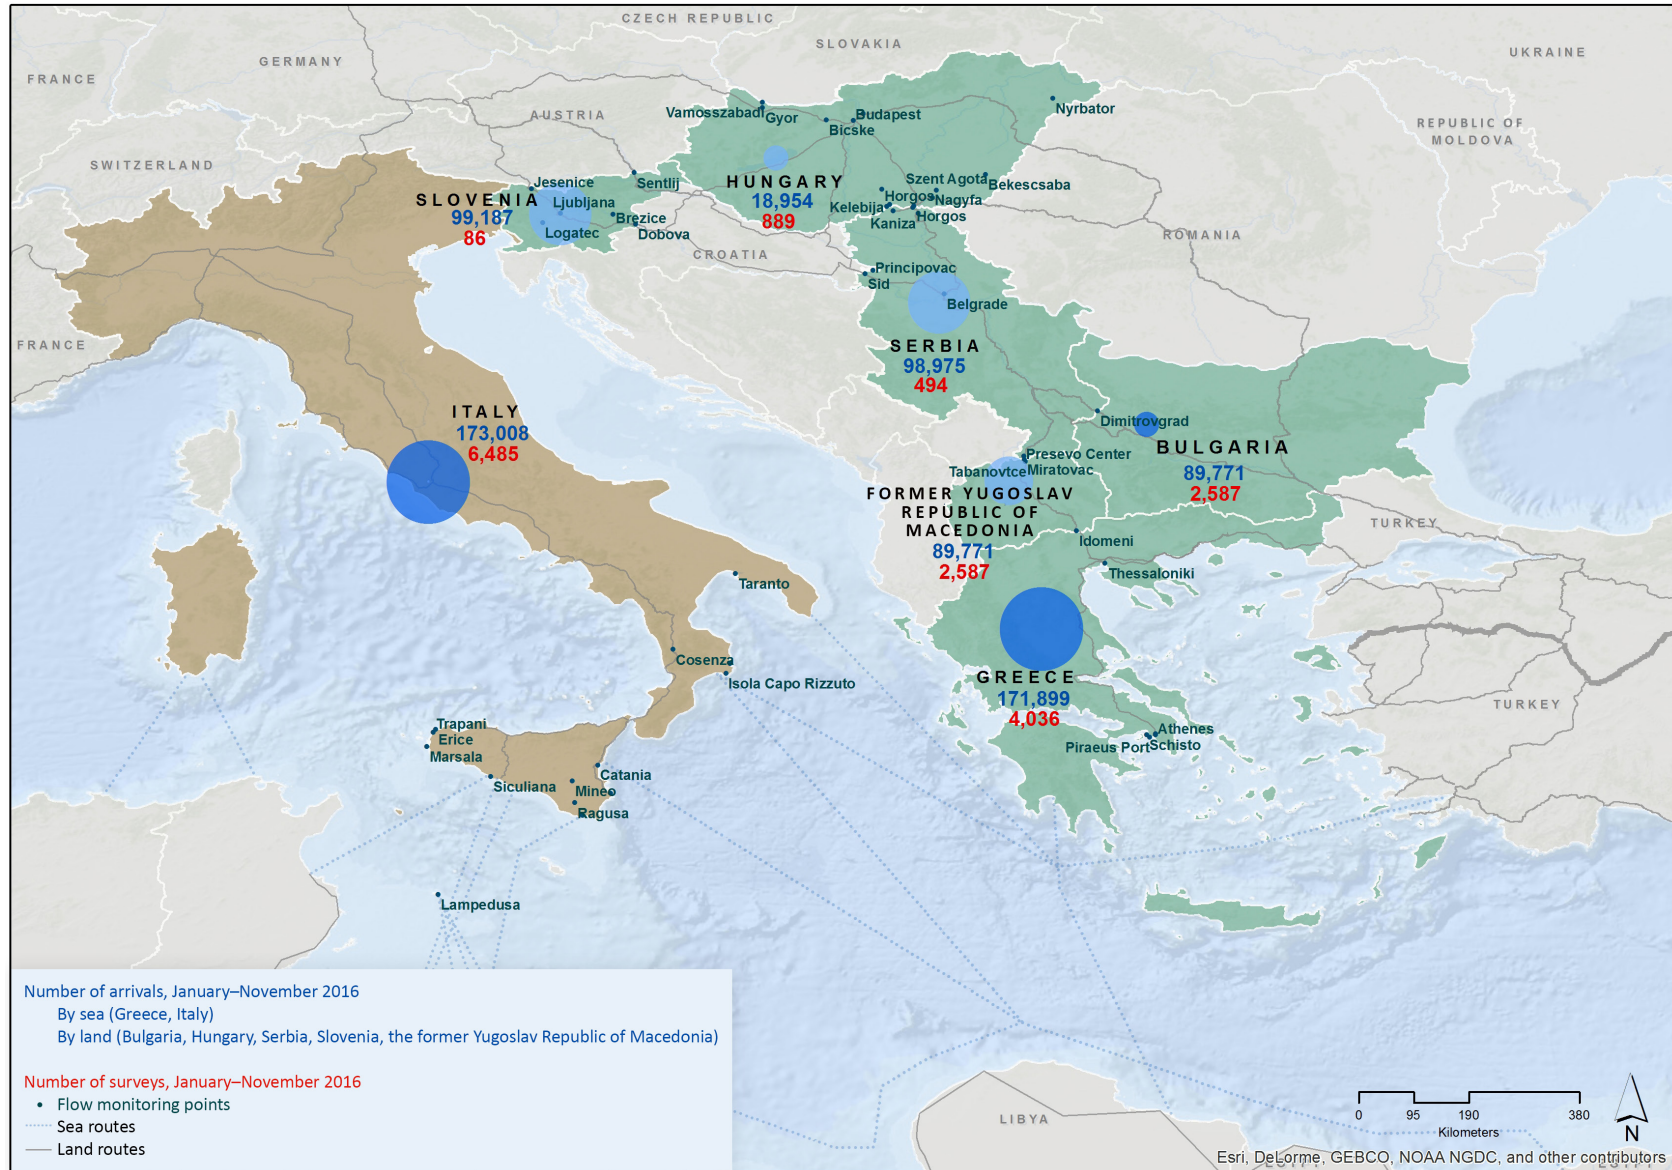 CZECH REPUBLIC
SLOVAKIA
UKRAINE
GERMANY
FRANCE
AUSTRIA
REPUBLIC OF
MOLDOVA
SWITZERLAND
Vamosszabadi
Gyor
Bicske
Budapest
Nyrbator
Jesenice
Sentlij
SLOVENIA
99,187
86
Ljubljana
Logatec
Brezice
Dobova
HUNGARY
18,954
889
Szent Agota
Bekescsaba
Horgos
Nagyfa
Kelebija
Horgos
Kaniza
CROATIA
ROMANIA
Principovac
Sid
Belgrade
FRANCE
SERBIA
98,975
494
ITALY
173,008
6,485
Dimitrovgrad
BULGARIA
89,771
2,587
Presevo Center
Tabanovtce
Miratovac
FORMER YUGOSLAV
REPUBLIC OF
MACEDONIA
89,771
2,587
TURKEY
Idomeni
Thessaloniki
Taranto
Cosenza
Isola Capo Rizzuto
GREECE
171,899
4,036
TURKEY
Trapani
Erice
Marsala
Athenes
Piraeus Port
Schisto
Catania
Siculiana
Mineo
Ragusa
Lampedusa
Number of arrivals, January–November 2016
By sea (Greece, Italy)
By land (Bulgaria, Hungary, Serbia, Slovenia, the former Yugoslav Republic of Macedonia)
Number of surveys, January–November 2016
Flow monitoring points
Sea routes
Land routes
LIBYA
0 95 190 380
Kilometers
N
Esri, DeLorme, GEBCO, NOAA NGDC, and other contributors